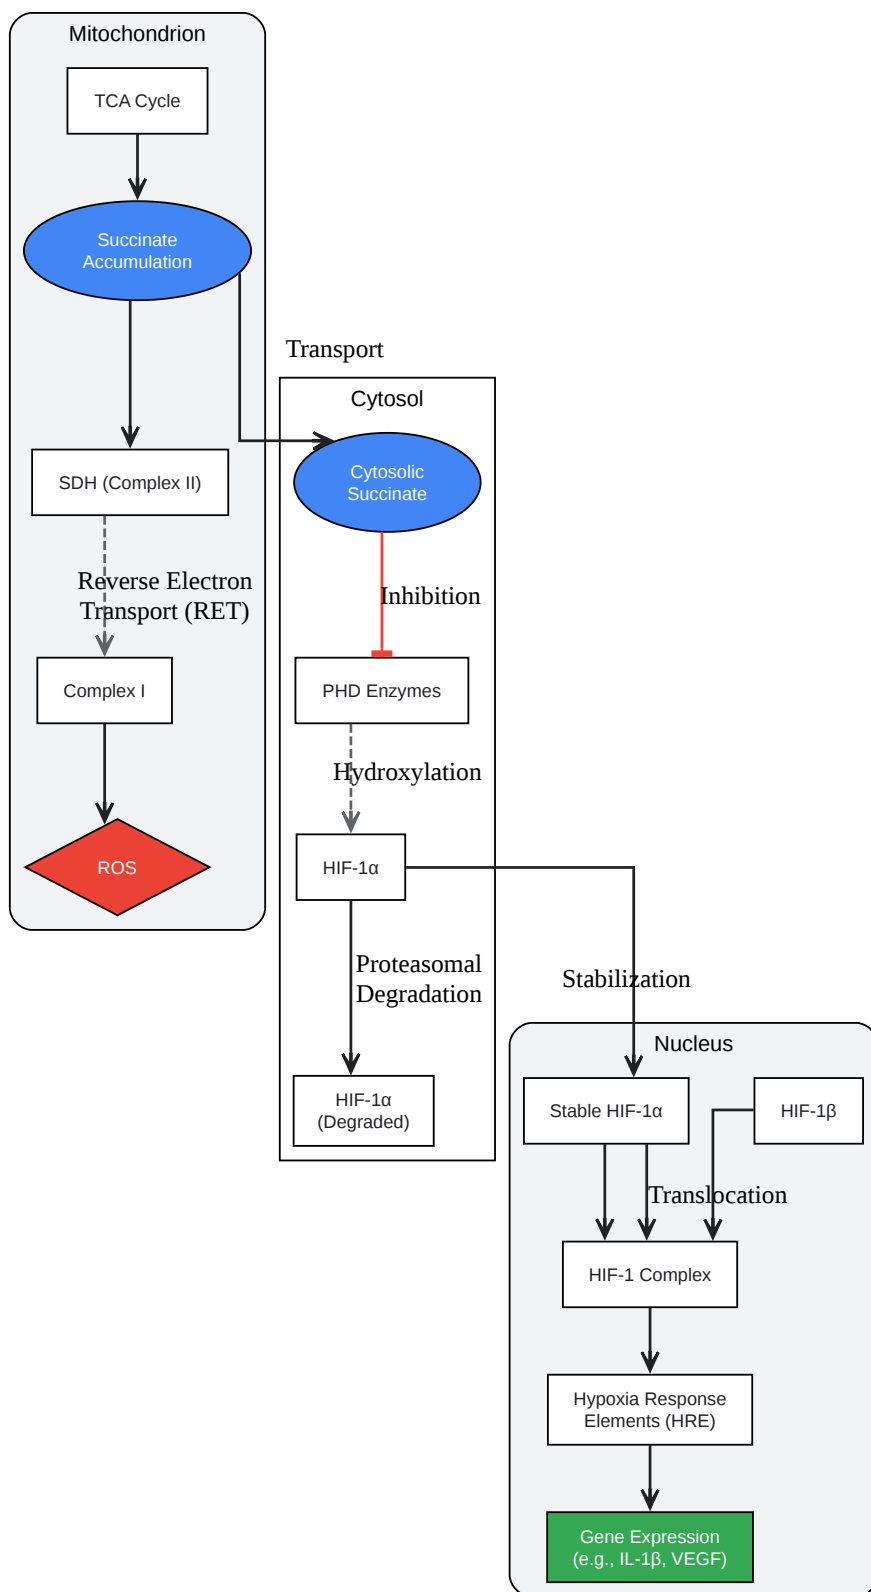 Mitochondrion
TCA Cycle
Succinate
Accumulation
SDH (Complex II)
Reverse Electron
Transport (RET)
Complex I
ROS
Transport
Cytosol
Cytosolic
Succinate
Inhibition
PHD Enzymes
Hydroxylation
HIF-1α
Proteasomal
Degradation
HIF-1α
(Degraded)
Stabilization
Nucleus
Stable HIF-1α
HIF-1β
Translocation
HIF-1 Complex
Hypoxia Response
Elements (HRE)
Gene Expression
(e.g., IL-1β, VEGF)